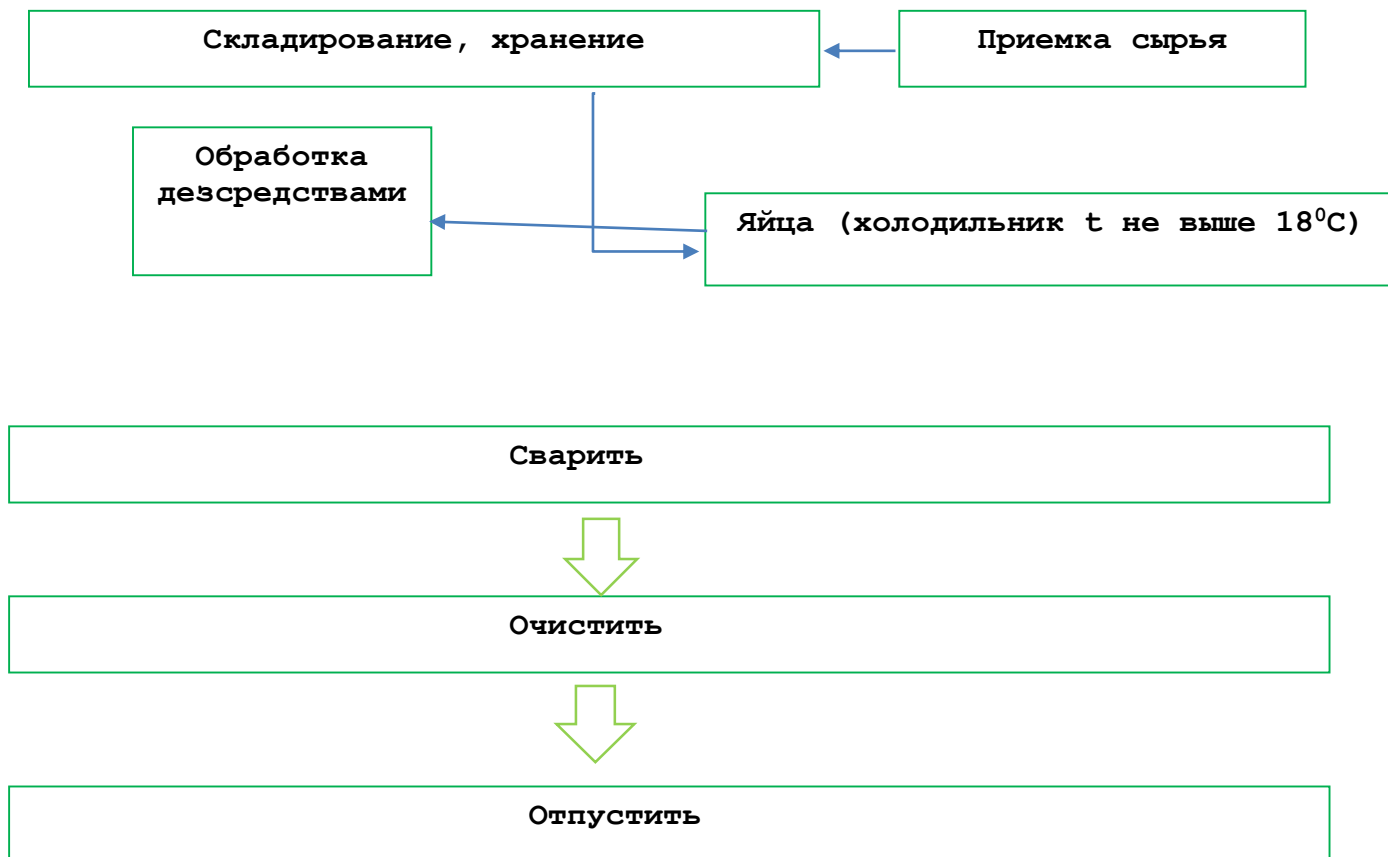 Складирование, хранение
Приемка сырья
Обработка
дезсредствами
Яйца (холодильник t не выше 18⁰С)
Сварить
Очистить
Отпустить